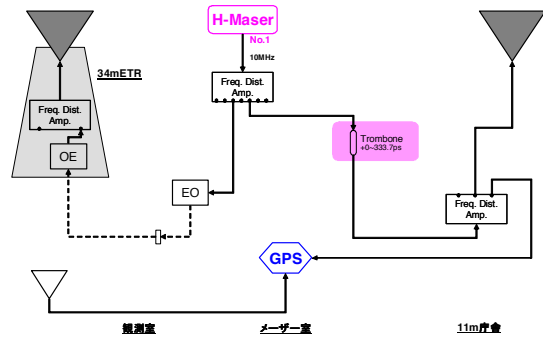 H-Maser
No.1
10MHz
34mETR
Freq. Dist.
Amp.
Freq. Dist.
Amp.
OE
EO
Trombone
+0~333.7ps
Freq. Dist.
Amp.
GPS
観測室
メーザー室
11m庁舎